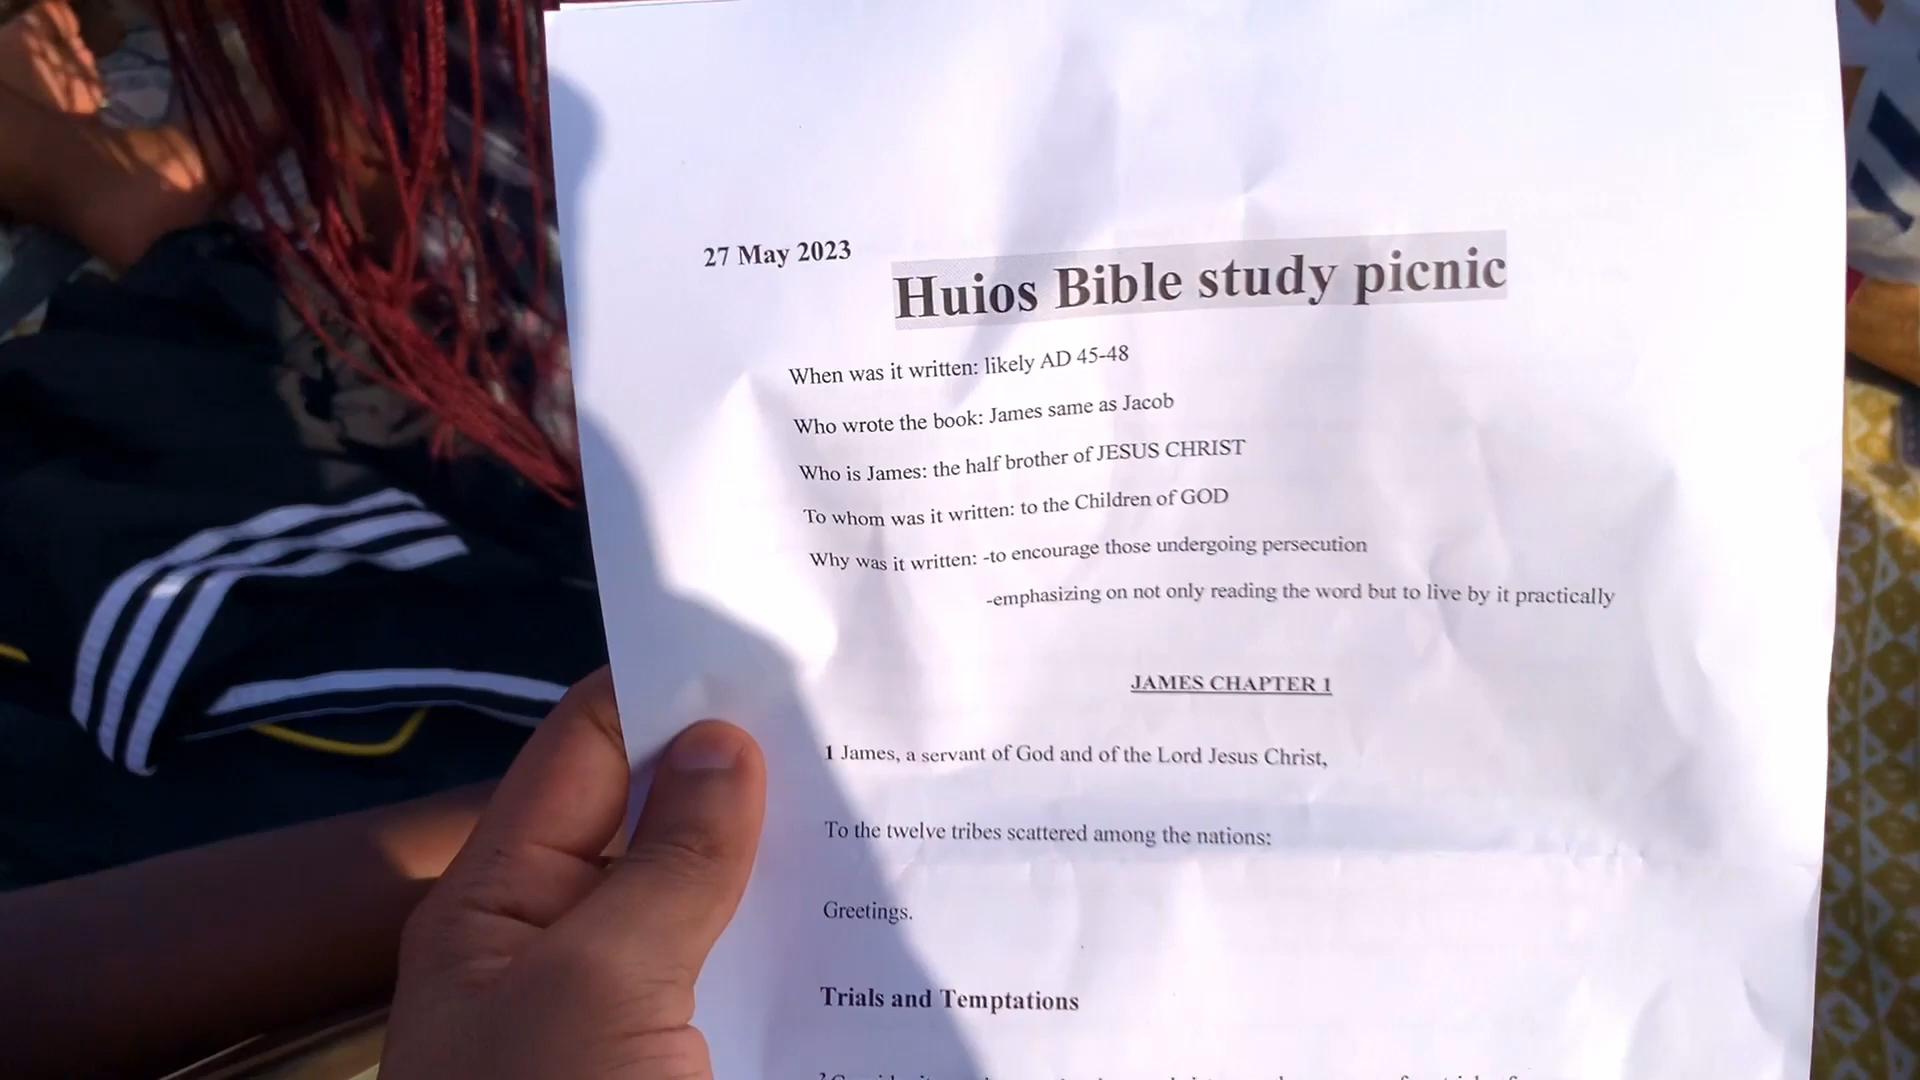 27 May 2023
Huios Bible study picnic
When was it written: likely AD 45-48
Who wrote the book: James same as Jacob
Who is James: the half brother of JESUS CHRIST
To whom was it written: to the Children of GOD
Why was it written: -to encourage those undergoing persecution
-emphasizing on not only reading the word but to live by it practically
JAMES CHAPTER 1
1 James, a servant of God and of the Lord Jesus Christ,
To the twelve tribes scattered among the nations:
Greetings.
Trials and Temptations